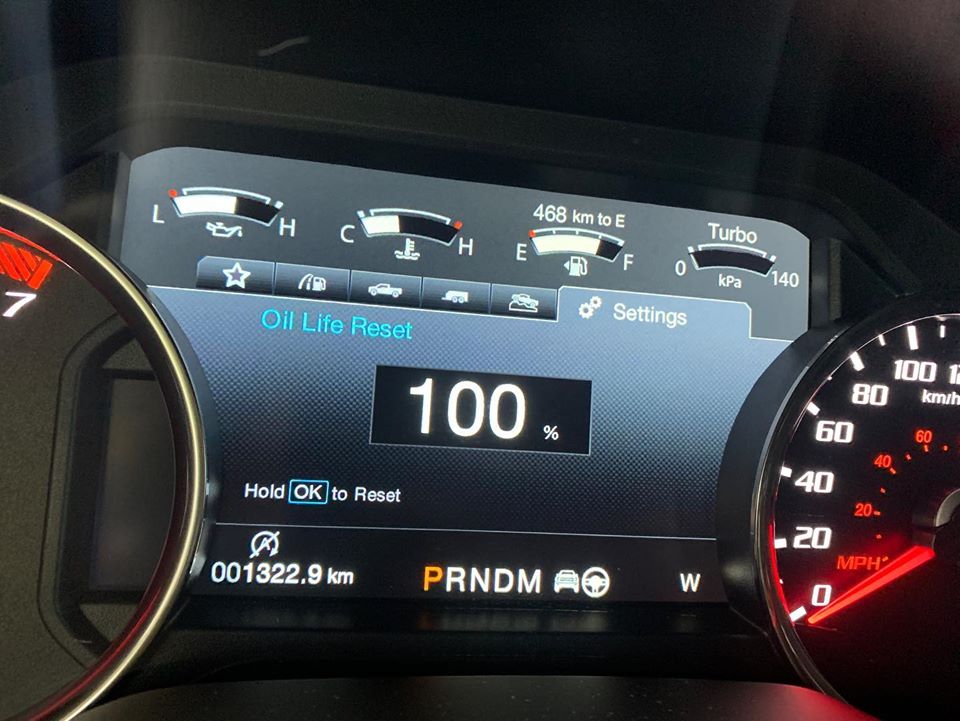 468 km to E
L H
C H
E F
Turbo
0 140
kPa
Settings
Oil Life Reset
100 %
Hold OK to Reset
001322.9 km
PRNDM
W
7
100
km/h
80
60
40
20
0
60
40
20
MPH